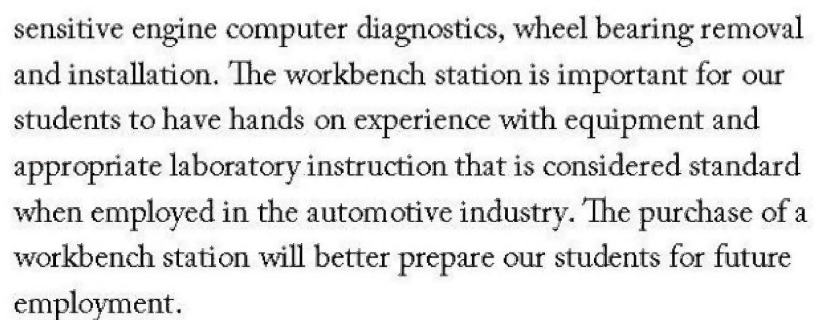 sensitive engine computer diagnostics, wheel bearing removal
and installation. The workbench station is important for our
students to have hands on experience with equipment and
appropriate laboratory instruction that is considered standard
when employed in the automotive industry. The purchase of a
workbench station will better prepare our students for future
employment.